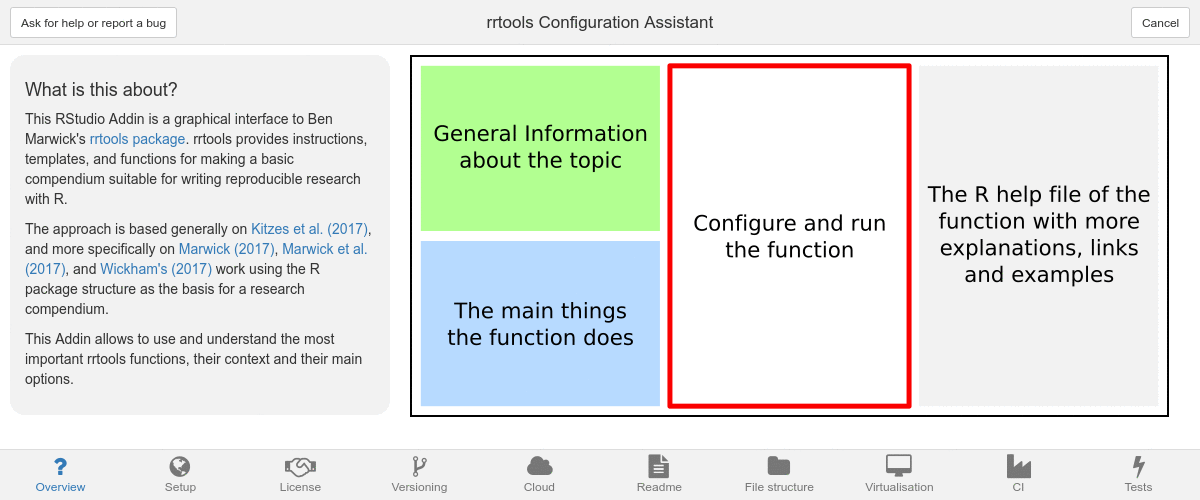 Ask for help or report a bug
rrtools Configuration Assistant
Cancel
What is this about?
This RStudio Addin is a graphical interface to Ben
Marwick's rrtools package. rrtools provides instructions,
templates, and functions for making a basic
compendium suitable for writing reproducible research
with R.
The approach is based generally on Kitzes et al. (2017),
and more specifically on Marwick (2017), Marwick et al.
(2017), and Wickham's (2017) work using the R
package structure as the basis for a research
compendium.
This Addin allows to use and understand the most
important rrtools functions, their context and their main
options.
General Information
about the topic
The main things
the function does
Configure and run
the function
The R help file of the
function with more
explanations, links
and examples
Overview
Setup
License
Versioning
Cloud
Readme
File structure
Virtualisation
CI
Tests